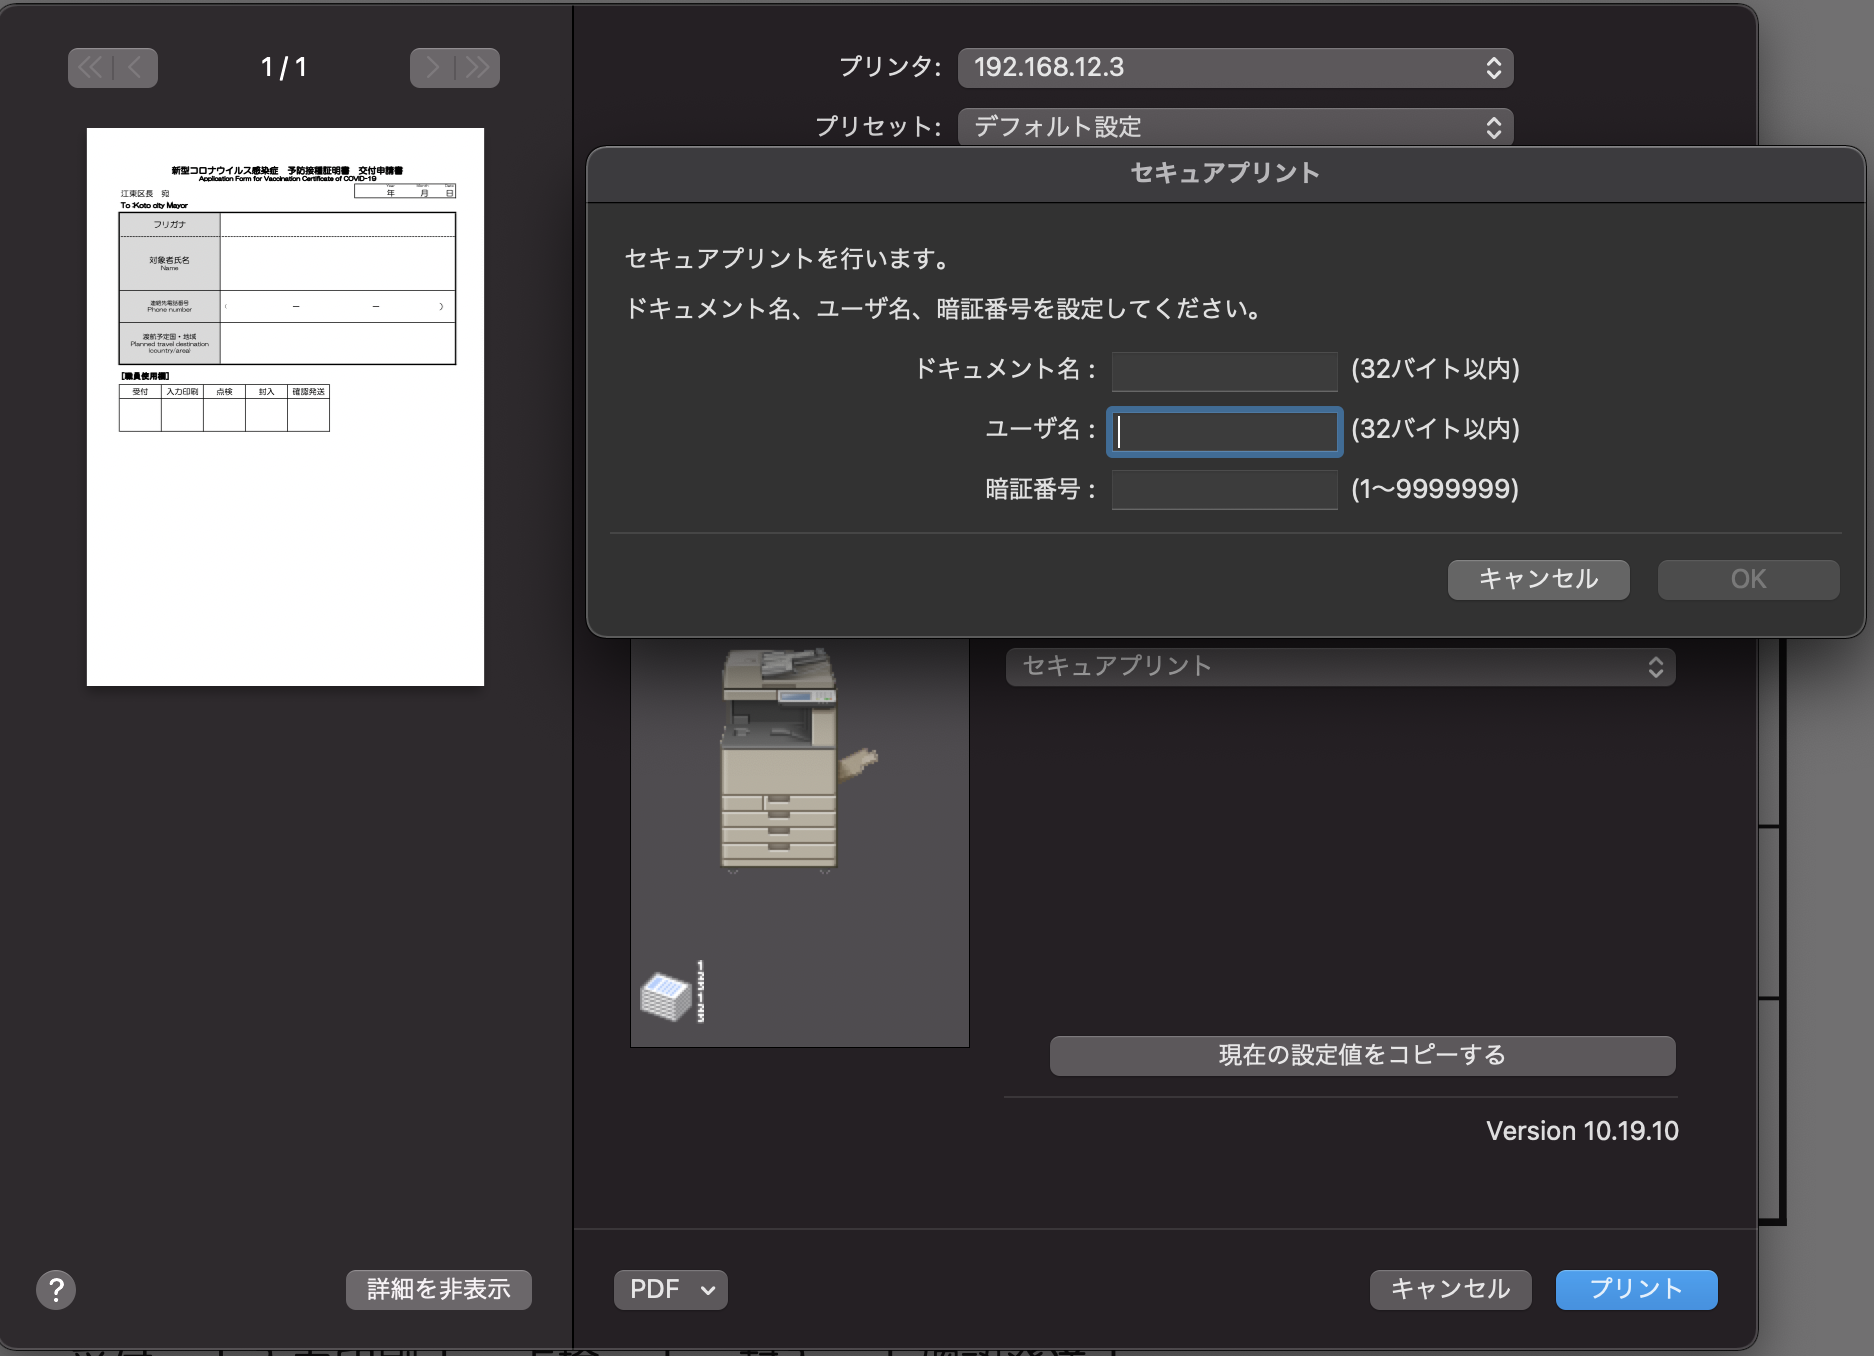 1 / 1
新型コロナウイルス感染症　予防接種証明書　交付申請書
Application Form for Vaccination Certificate of COVID-19
江東区長　宛
Year Month Date
年 月 日
To :Koto city Mayor
フリガナ
対象者氏名
Name
連絡先電話番号
Phone number
( – – )
渡航予定国・地域
Planned travel destination
(country/area)
【職員使用欄】
受付 入力印刷 点検 封入 確認発送
プリンタ: 192.168.12.3
プリセット: デフォルト設定
セキュアプリント
セキュアプリントを行います。
ドキュメント名、ユーザ名、暗証番号を設定してください。
ドキュメント名： (32バイト以内)
ユーザ名： (32バイト以内)
暗証番号： (1〜9999999)
キャンセル OK
セキュアプリント
現在の設定値をコピーする
Version 10.19.10
? 詳細を非表示 PDF キャンセル プリント